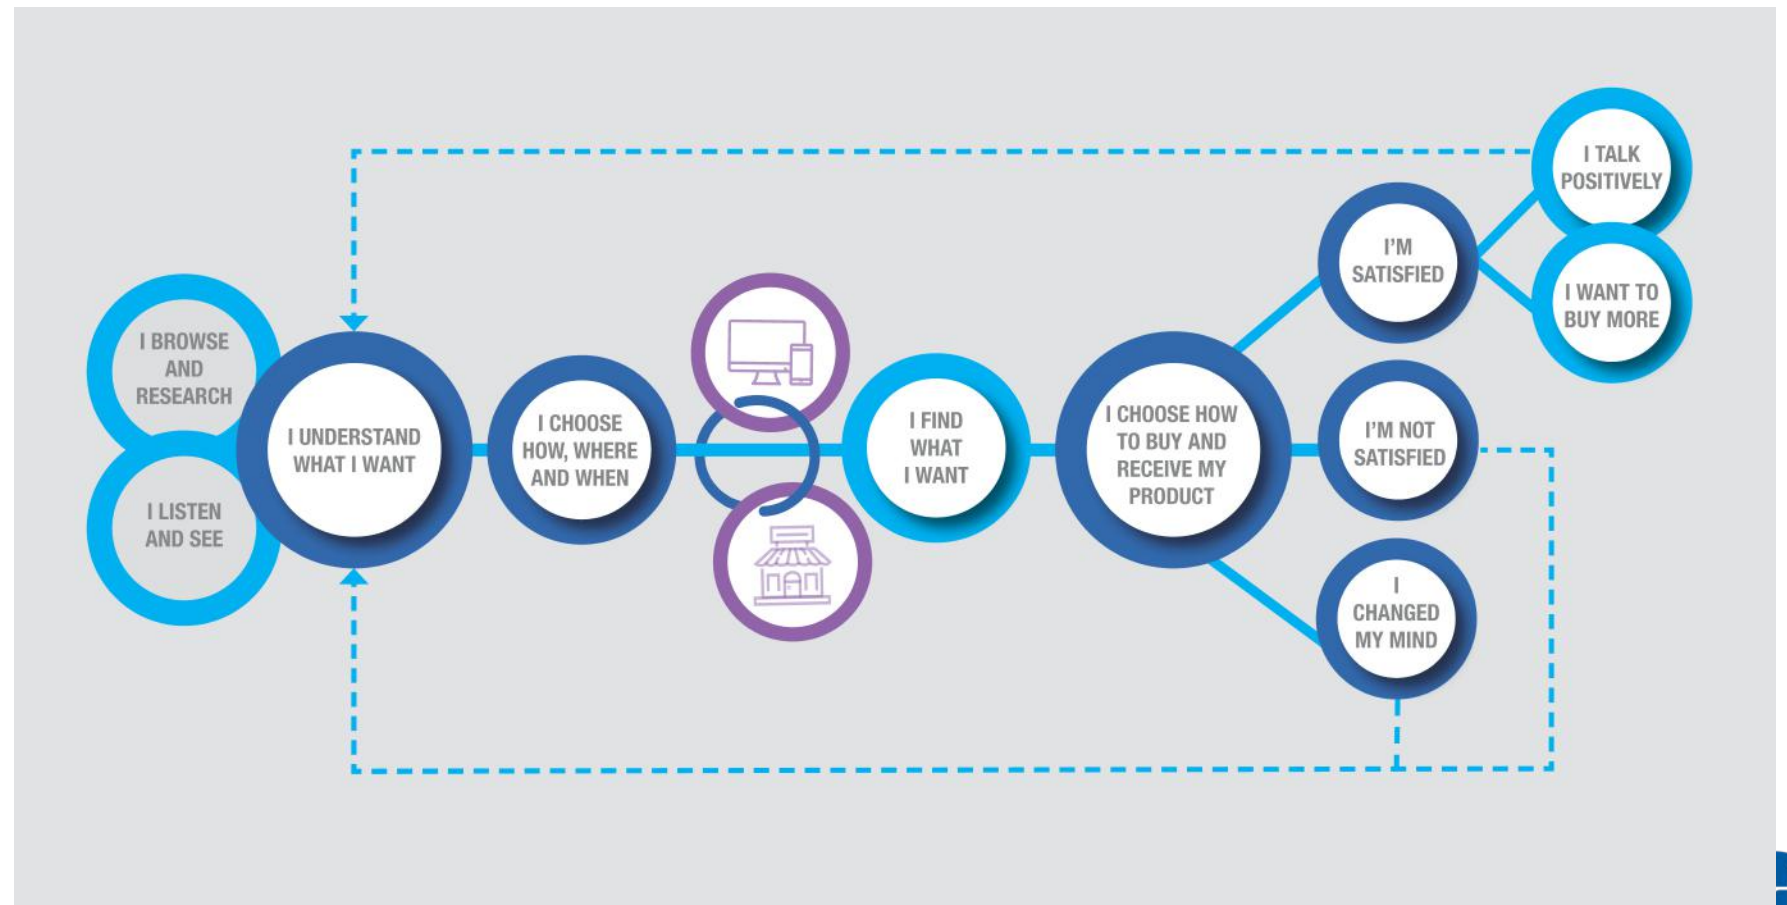 I BROWSE
AND
RESEARCH
I LISTEN
AND SEE
I UNDERSTAND
WHAT I WANT
I CHOOSE
HOW, WHERE
AND WHEN
I FIND
WHAT
I WANT
I CHOOSE HOW
TO BUY AND
RECEIVE MY
PRODUCT
I'M
SATISFIED
I TALK
POSITIVELY
I WANT TO
BUY MORE
I'M NOT
SATISFIED
I
CHANGED
MY MIND